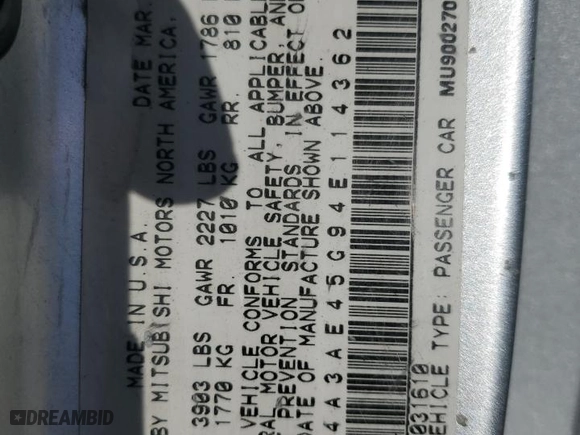 MADE IN U.S.A. DATE MAR.
BY MITSUBISHI MOTORS NORTH AMERICA,
3903 LBS GAWR 2227 LBS GAWR 1786
1770 KG FR. 1010 KG RR. 810
VEHICLE CONFORMS TO ALL APPLICABLE
RAL MOTOR VEHICLE SAFETY, BUMPER, AN
PREVENTION STANDARDS IN EFFECT O
DATE OF MANUFACTURE SHOWN ABOVE.
4A3AE45G94E114362
031610 MU900270
EHICLE TYPE: PASSENGER CAR
DREAMBID